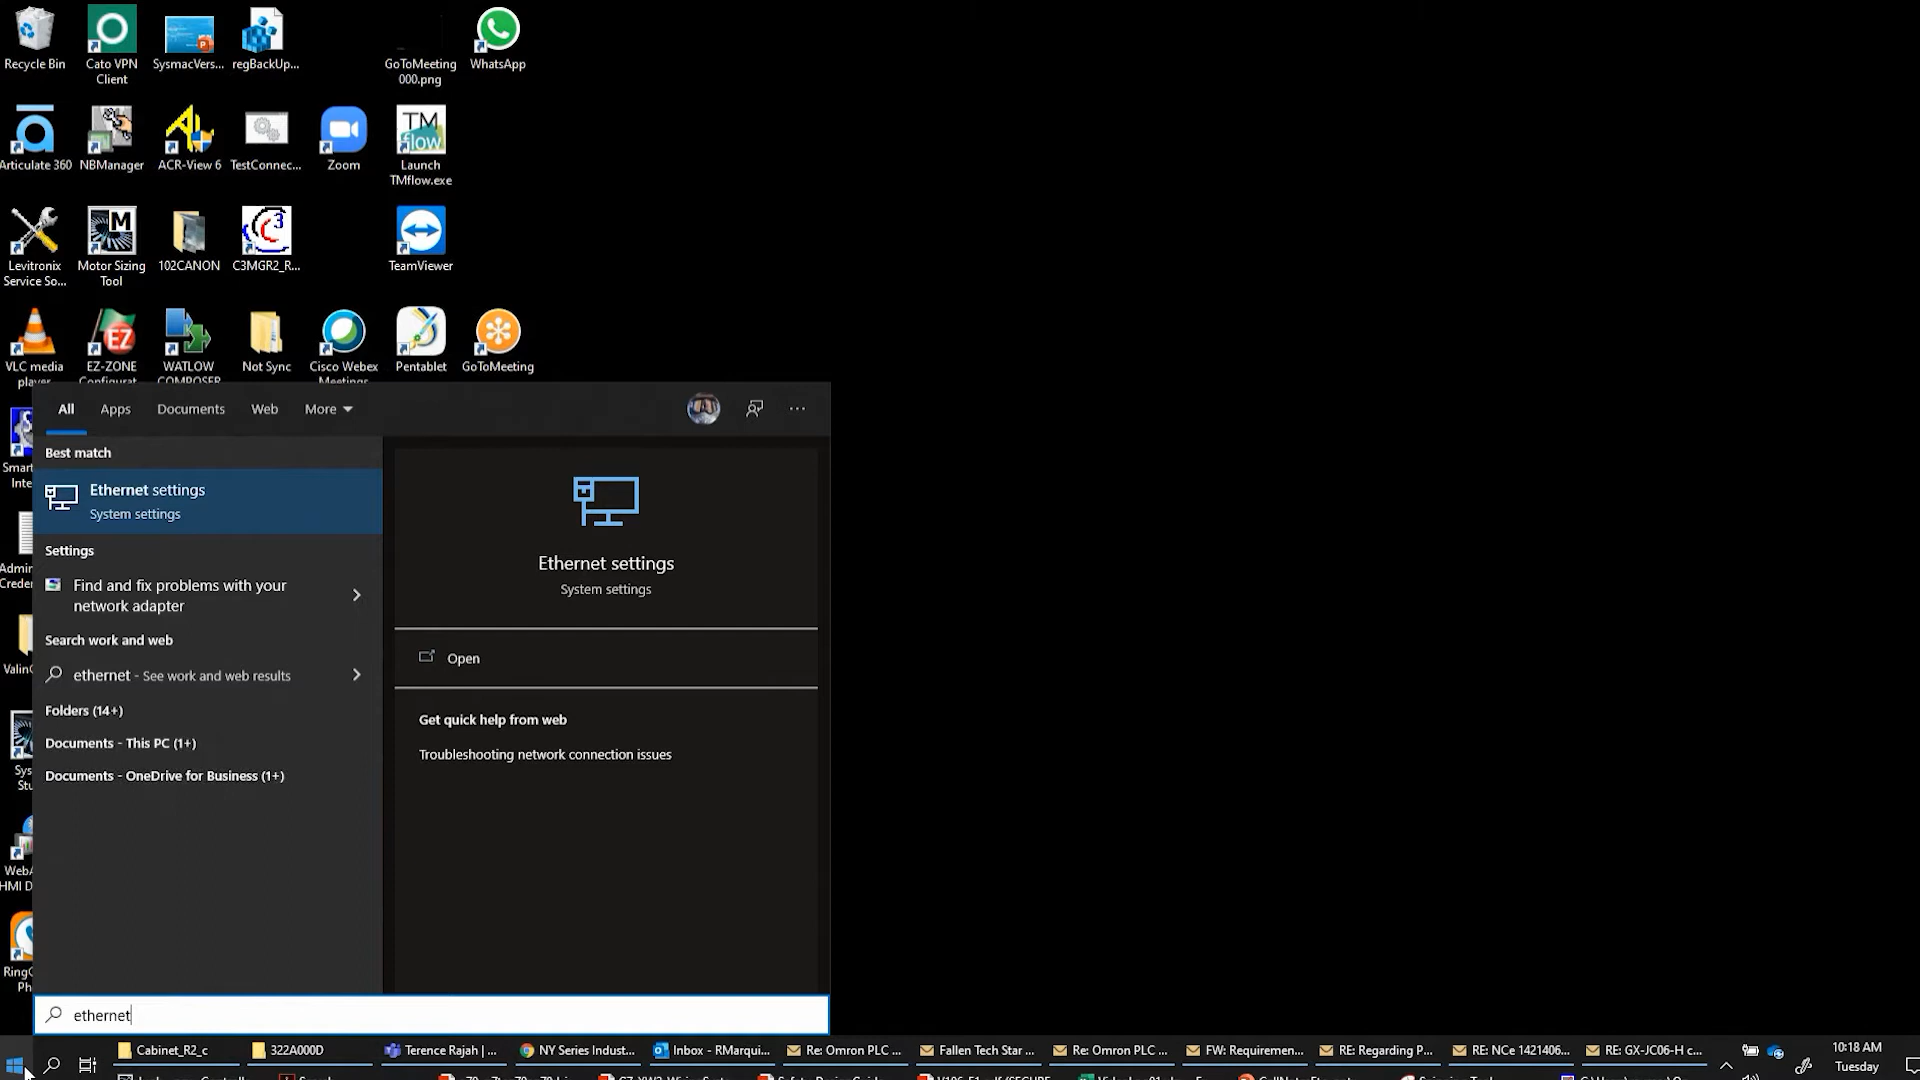 Recycle Bin
Cato VPN
Client
SysmacVers...
regBackUp...
GoToMeeting
000.png
WhatsApp
Articulate 360
NBManager
ACR-View 6
TestConnec...
Zoom
TM
flow
Launch
TMflow.exe
Levitronix
Service So...
M
Motor Sizing
Tool
102CANON
C3MGR2_R...
TeamViewer
VLC media
player
EZ
EZ-ZONE
Configurat
WATLOW
COMPOSER
Not Sync
Cisco Webex
Meetings
Pentablet
GoToMeeting
All
Apps
Documents
Web
More
Best match
Ethernet settings
System settings
Settings
Find and fix problems with your
network adapter
Search work and web
ethernet - See work and web results
Folders (14+)
Documents - This PC (1+)
Documents - OneDrive for Business (1+)
Ethernet settings
System settings
Open
Get quick help from web
Troubleshooting network connection issues
Smar
Inte
Admin
Creder
Sys
Stu
WebA
HMI D
RingC
Ph
ethernet
Cabinet_R2_c
322A000D
Terence Rajah | ...
NY Series Indust...
Inbox - RMarqui...
Re: Omron PLC ...
Fallen Tech Star ...
Re: Omron PLC ...
FW: Requiremen...
RE: Regarding P...
RE: NCe 1421406...
RE: GX-JC06-H c...
10:18 AM
Tuesday